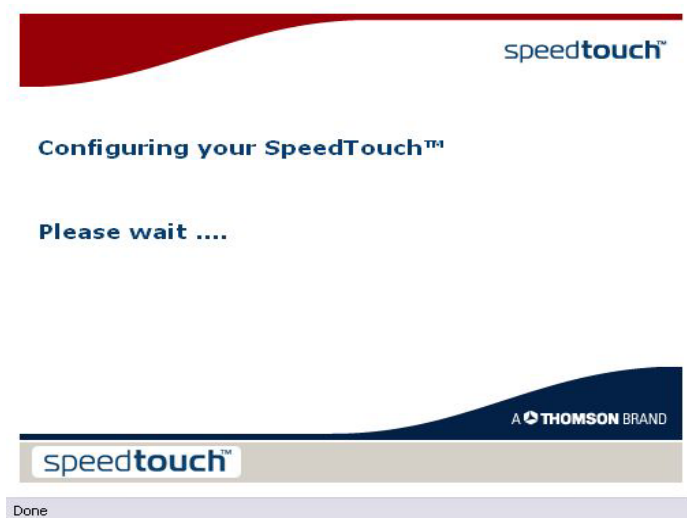 speedtouch™
Configuring your SpeedTouch™
Please wait ....
A THOMSON BRAND
speedtouch™
Done